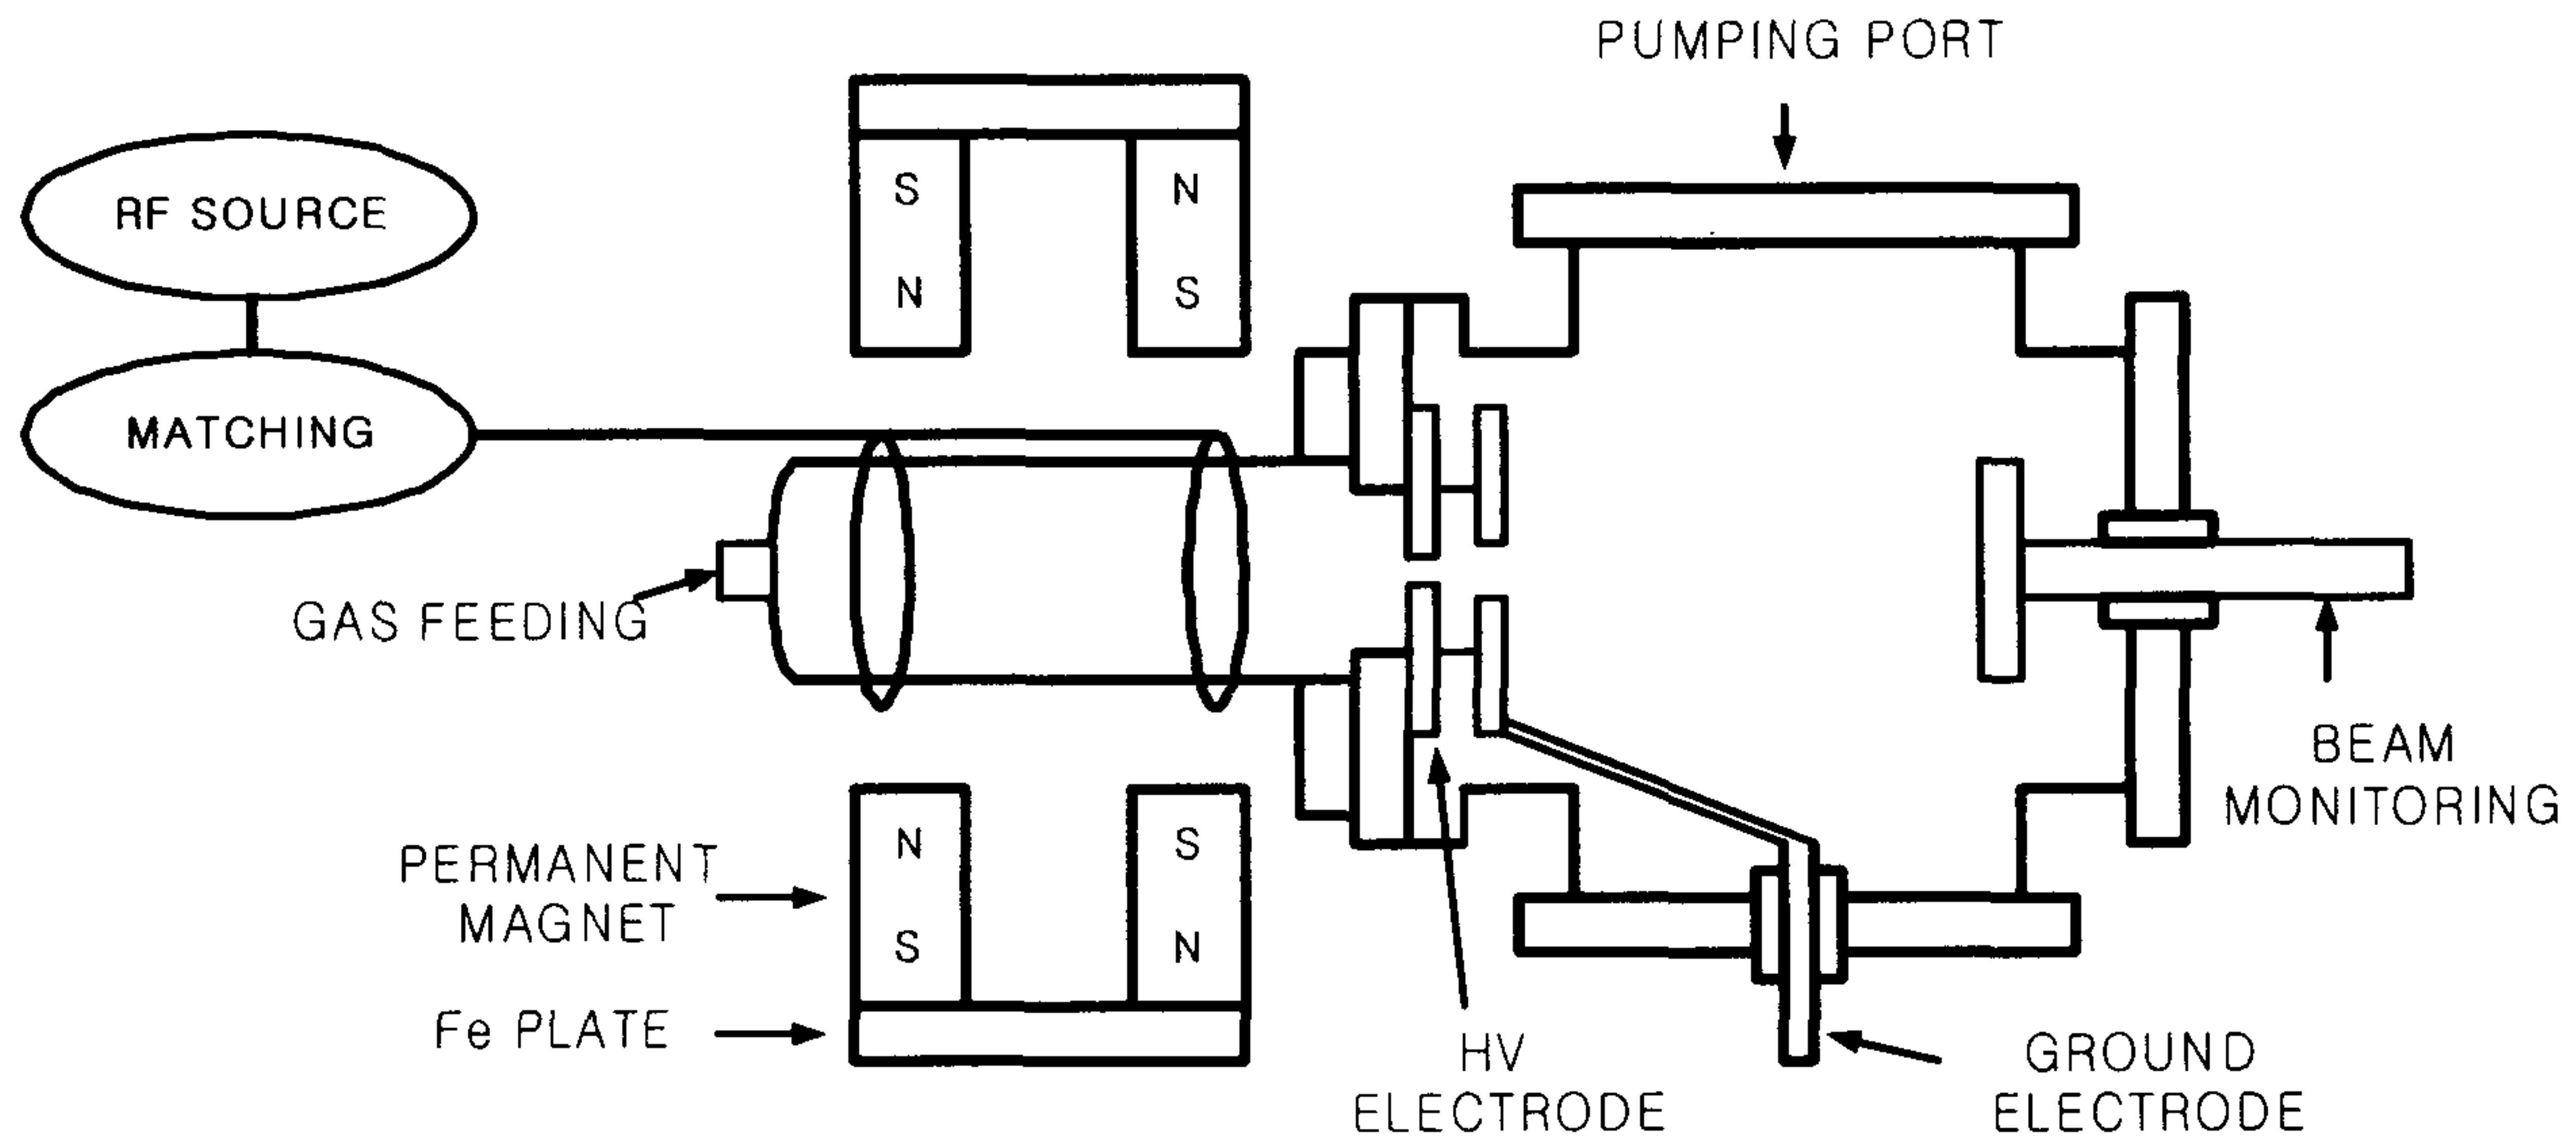 PUMPING PORT
RF SOURCE
S
N
N
S
MATCHING
GAS FEEDING
BEAM
MONITORING
PERMANENT
MAGNET
N
S
S
N
Fe PLATE
HV
ELECTRODE
GROUND
ELECTRODE